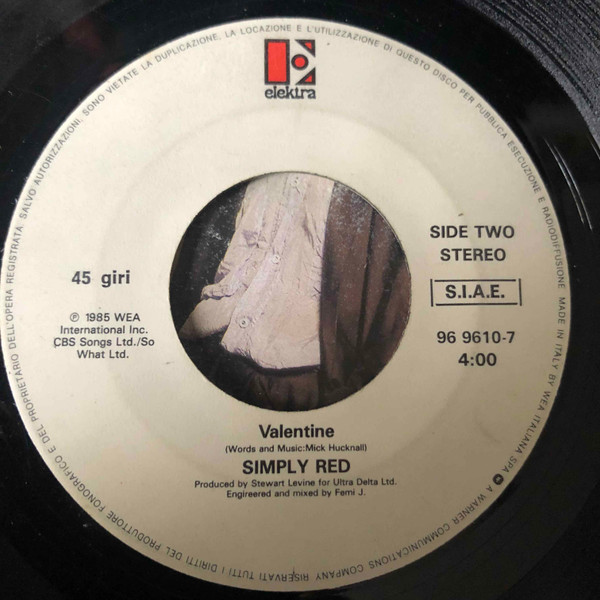 elektra
45 giri
℗ 1985 WEA
International Inc.
CBS Songs Ltd./So
What Ltd.
SIDE TWO
STEREO
S.I.A.E.
96 9610-7
4:00
Valentine
(Words and Music:Mick Hucknall)
SIMPLY RED
Produced by Stewart Levine for Ultra Delta Ltd.
Engireered and mixed by Femi J.
RISERVATI TUTTI I DIRITTI DEL PRODUTTORE FONOGRAFICO E DEL PROPRIETARIO DELL'OPERA REGISTRATA. SALVO AUTORIZZAZIONI, SONO VIETATE LA DUPLICAZIONE, LA LOCAZIONE E L'UTILIZZAZIONE DI QUESTO DISCO PER PUBBLICA ESECUZIONE E RADIODIFFUSIONE MADE IN ITALY BY WEA ITALIANA SPA A WARNER COMMUNICATIONS COMPANY